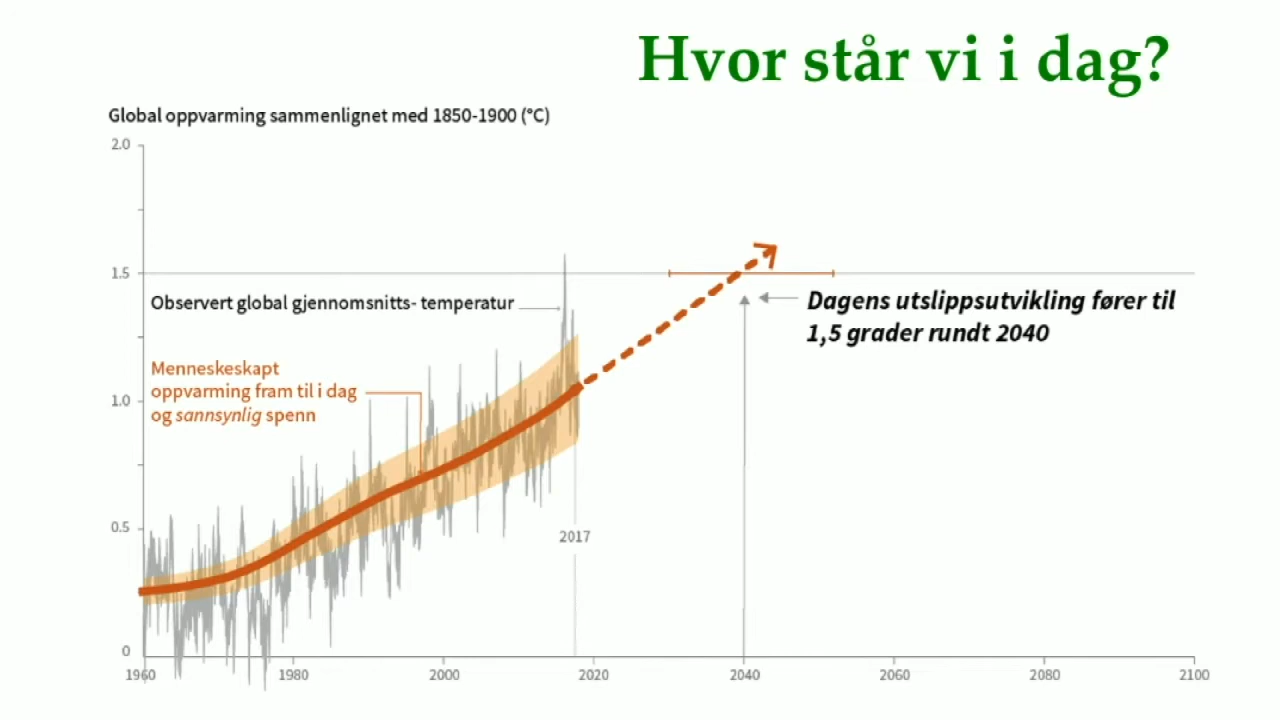 Hvor står vi i dag?
Global oppvarming sammenlignet med 1850-1900 (°C)
2.0
1.5
Observert global gjennomsnitts- temperatur
Dagens utslippsutvikling fører til
1,5 grader rundt 2040
Menneskeskapt
oppvarming fram til i dag
og sannsynlig spenn
1.0
0.5
2017
0
1960 1980 2000 2020 2040 2060 2080 2100